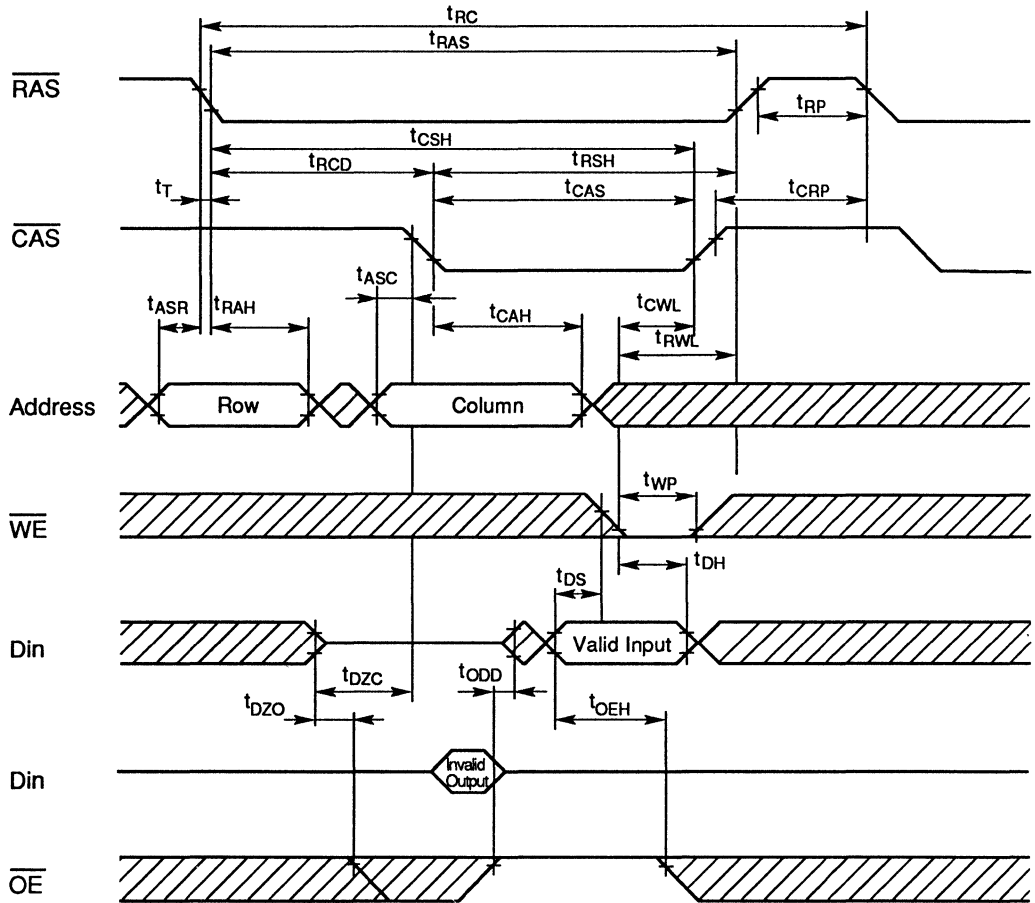 tRC
tRAS
RAS
tRP
tCSH
tRCD
tRSH
tT
tCAS
tCRP
CAS
tASC
tASR
tRAH
tCAH
tCWL
tRWL
Address
Row
Column
tWP
WE
tDS
tDH
Din
Valid Input
tDZC
tODD
tDZO
tOEH
Din
Invalid
Output
OE